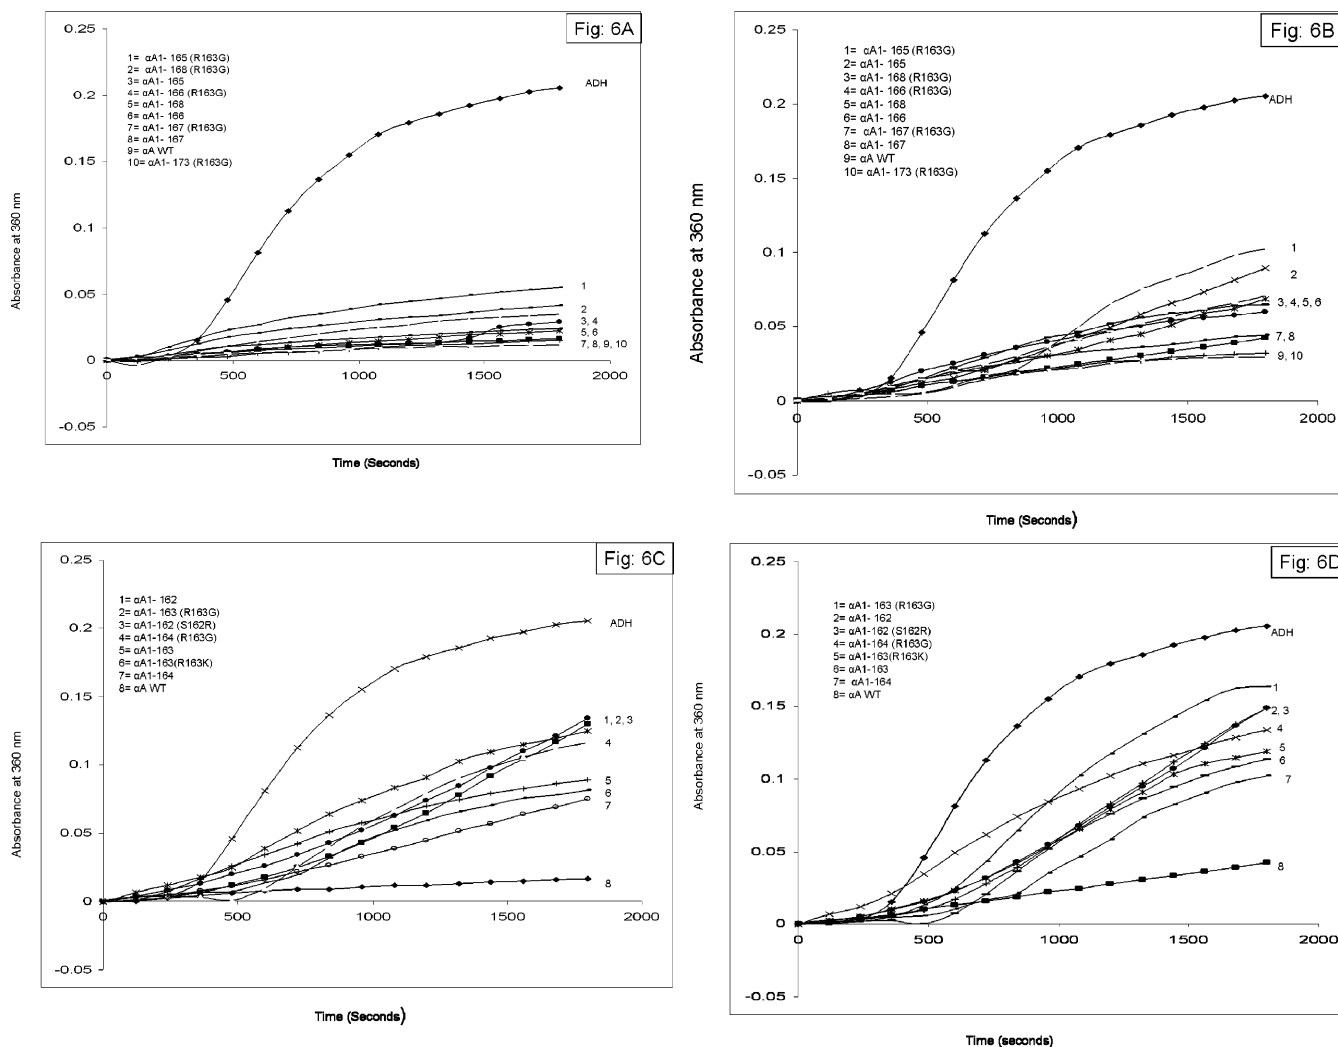 Fig: 6A
0.25
1= αA1- 165 (R163G)
2= αA1- 168 (R163G)
3= αA1- 165
4= αA1- 166 (R163G)
5= αA1- 168
6= αA1- 166
7= αA1- 167 (R163G)
8= αA1- 167
9= αA WT
10= αA1- 173 (R163G)
ADH
0.2
0.15
0.1
0.05
0
-0.05
1
2
3, 4
5, 6
7, 8, 9, 10
0
500
1000
1500
2000
Absorbance at 360 nm
Time (Seconds)
Fig: 6B
0.25
1= αA1- 165 (R163G)
2= αA1- 165
3= αA1- 168 (R163G)
4= αA1- 166 (R163G)
5= αA1- 168
6= αA1- 166
7= αA1- 167 (R163G)
8= αA1- 167
9= αA WT
10= αA1- 173 (R163G)
ADH
0.2
0.15
0.1
0.05
0
-0.05
1
2
3, 4, 5, 6
7, 8
9, 10
0
500
1000
1500
2000
Absorbance at 360 nm
Time (Seconds)
Fig: 6C
0.25
1= αA1- 162
2= αA1- 163 (R163G)
3= αA1-162 (S162R)
4= αA1-164 (R163G)
5= αA1-163
6= αA1-163(R163K)
7= αA1-164
8= αA WT
ADH
0.2
0.15
0.1
0.05
0
-0.05
1, 2, 3
4
5
6
7
8
0
500
1000
1500
2000
Absorbance at 360 nm
Time (Seconds)
Fig: 6D
0.25
1= αA1- 163 (R163G)
2= αA1- 162
3= αA1-162 (S162R)
4= αA1-164 (R163G)
5= αA1-163(R163K)
6= αA1-163
7= αA1-164
8= αA WT
ADH
0.2
0.15
0.1
0.05
0
-0.05
1
2, 3
4
5
6
7
8
0
500
1000
1500
2000
Absorbance at 360 nm
Time (seconds)